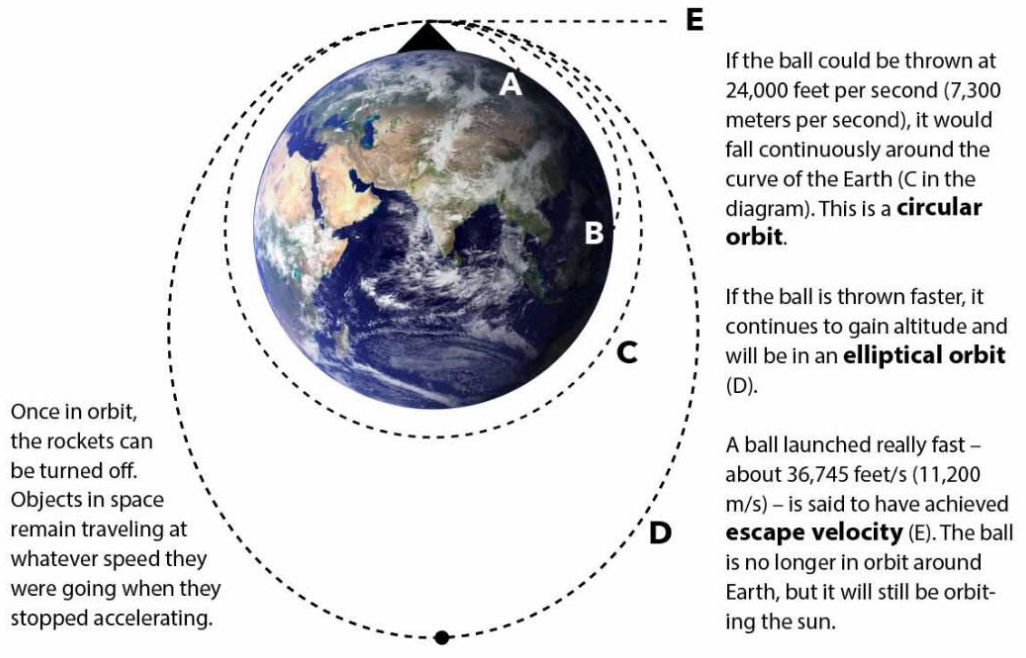 E
A
B
C
D
If the ball could be thrown at
24,000 feet per second (7,300
meters per second), it would
fall continuously around the
curve of the Earth (C in the
diagram). This is a circular
orbit.
If the ball is thrown faster, it
continues to gain altitude and
will be in an elliptical orbit
(D).
A ball launched really fast –
about 36,745 feet/s (11,200
m/s) – is said to have achieved
escape velocity (E). The ball
is no longer in orbit around
Earth, but it will still be orbit-
ing the sun.
Once in orbit,
the rockets can
be turned off.
Objects in space
remain traveling at
whatever speed they
were going when they
stopped accelerating.